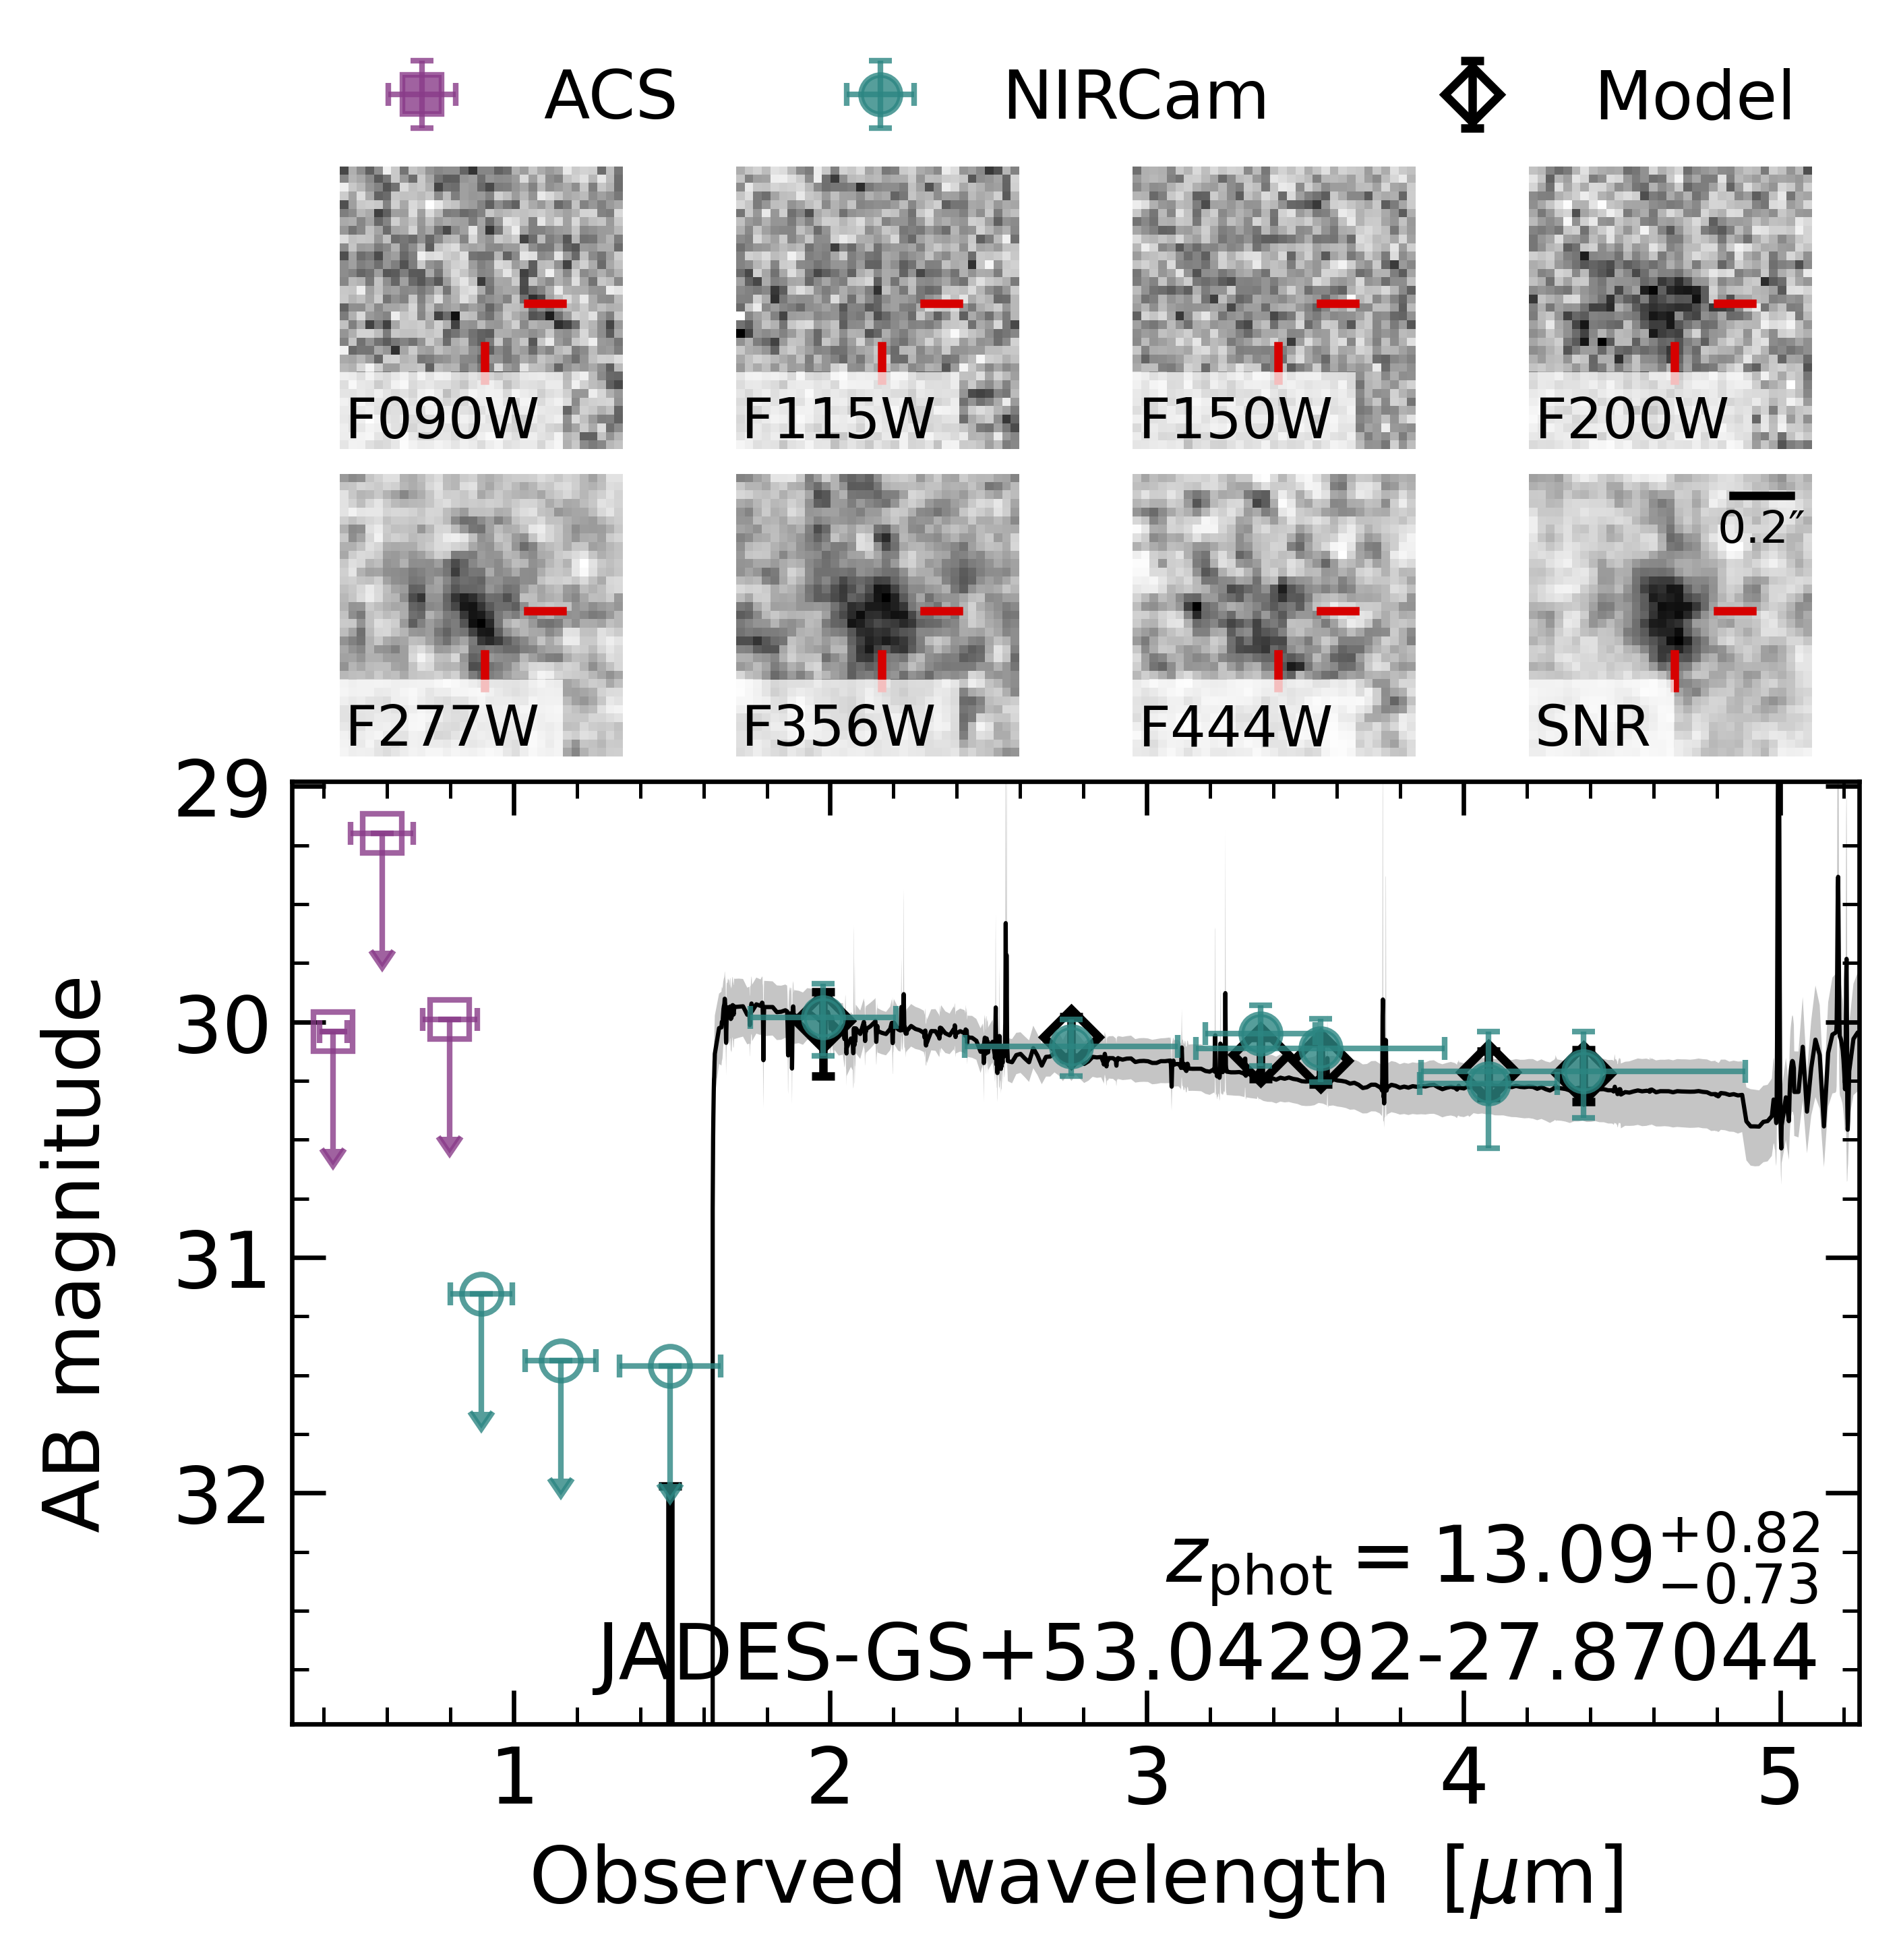 ACS NIRCam Model
F090W F115W F150W F200W
0.2″
F277W F356W F444W SNR
29
30
31
32
AB magnitude
z_phot = 13.09^{+0.82}_{−0.73}
JADES-GS+53.04292-27.87044
1 2 3 4 5
Observed wavelength [μm]